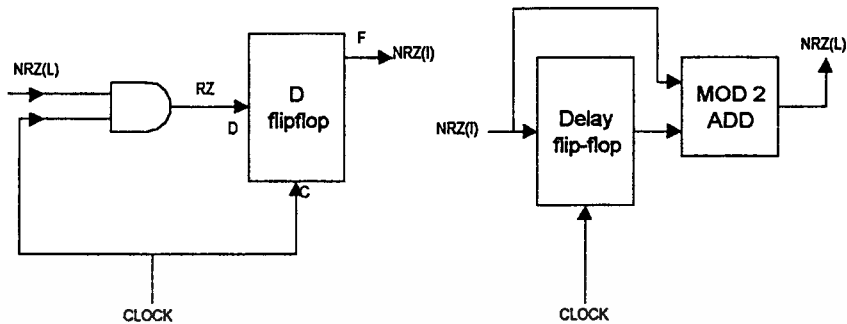 NRZ(L)
RZ
D
D
flipflop
C
F
NRZ(I)
CLOCK
NRZ(I)
Delay
flip-flop
MOD 2
ADD
NRZ(L)
CLOCK